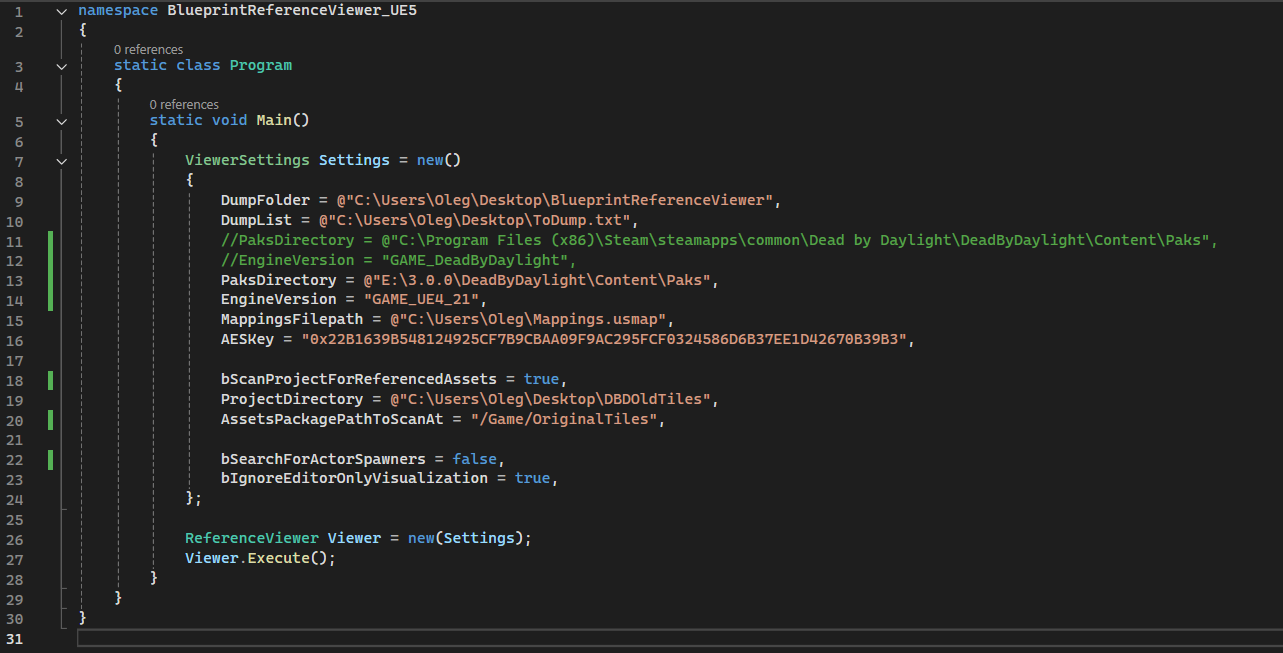 1 namespace BlueprintReferenceViewer_UE5
2 {
0 references
3 static class Program
4 {
0 references
5 static void Main()
6 {
7 ViewerSettings Settings = new()
8 {
9 DumpFolder = @"C:\Users\Oleg\Desktop\BlueprintReferenceViewer",
10 DumpList = @"C:\Users\Oleg\Desktop\ToDump.txt",
11 //PaksDirectory = @"C:\Program Files (x86)\Steam\steamapps\common\Dead by Daylight\DeadByDaylight\Content\Paks",
12 //EngineVersion = "GAME_DeadByDaylight",
13 PaksDirectory = @"E:\3.0.0\DeadByDaylight\Content\Paks",
14 EngineVersion = "GAME_UE4_21",
15 MappingsFilepath = @"C:\Users\Oleg\Mappings.usmap",
16 AESKey = "0x22B1639B548124925CF7B9CBAA09F9AC295FCF0324586D6B37EE1D42670B39B3",
17
18 bScanProjectForReferencedAssets = true,
19 ProjectDirectory = @"C:\Users\Oleg\Desktop\DBDOldTiles",
20 AssetsPackagePathToScanAt = "/Game/OriginalTiles",
21
22 bSearchForActorSpawners = false,
23 bIgnoreEditorOnlyVisualization = true,
24 };
25
26 ReferenceViewer Viewer = new(Settings);
27 Viewer.Execute();
28 }
29 }
30 }
31